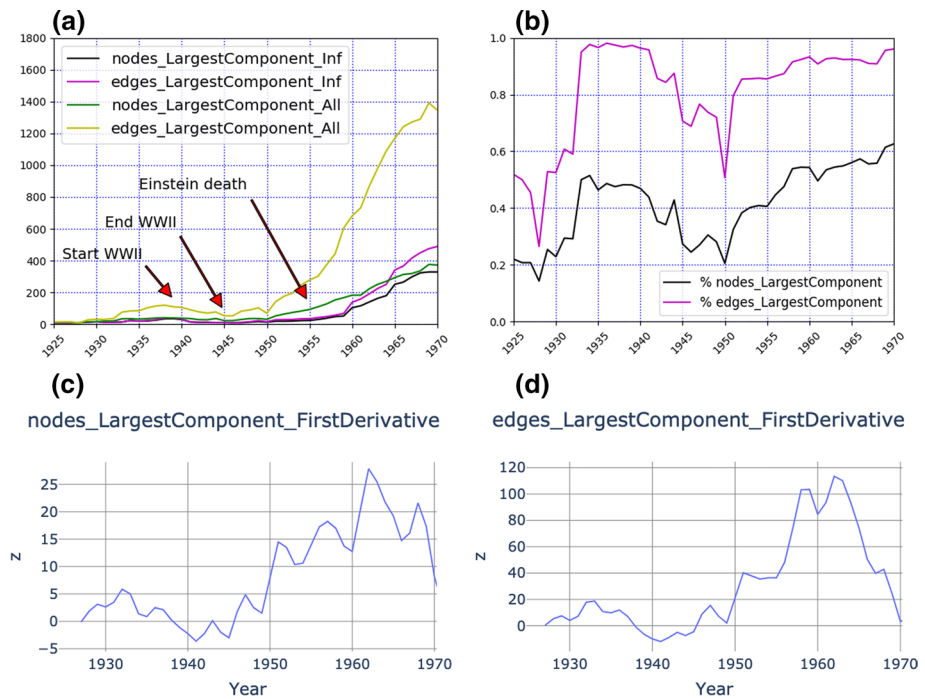 (a)
1800
1600
1400
1200
1000
800
600
400
200
0
nodes_LargestComponent_Inf
edges_LargestComponent_Inf
nodes_LargestComponent_All
edges_LargestComponent_All
Einstein death
End WWII
Start WWII
1925 1930 1935 1940 1945 1950 1955 1960 1965 1970
(b)
1.0
0.8
0.6
0.4
0.2
0.0
% nodes_LargestComponent
% edges_LargestComponent
1925 1930 1935 1940 1945 1950 1955 1960 1965 1970
(c)
nodes_LargestComponent_FirstDerivative
25
20
15
10
5
0
−5
z
1930 1940 1950 1960 1970
Year
(d)
edges_LargestComponent_FirstDerivative
120
100
80
60
40
20
0
z
1930 1940 1950 1960 1970
Year